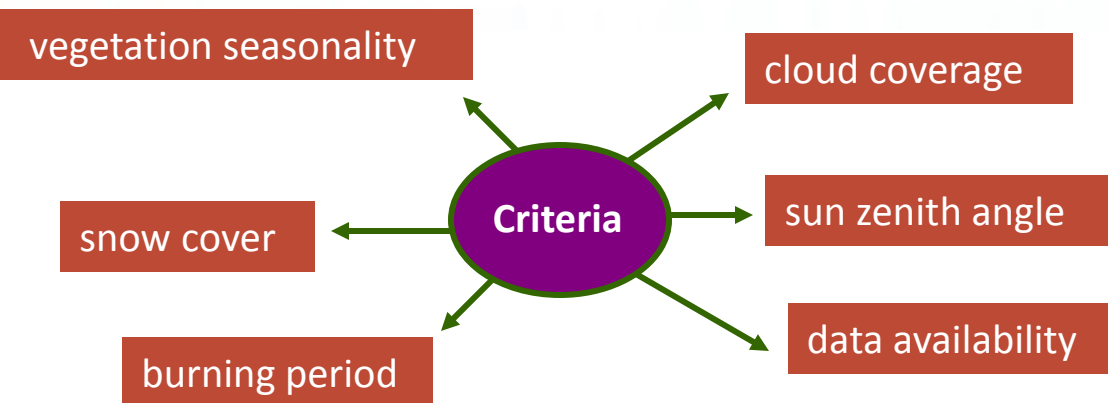 vegetation seasonality
cloud coverage
Criteria
sun zenith angle
snow cover
data availability
burning period